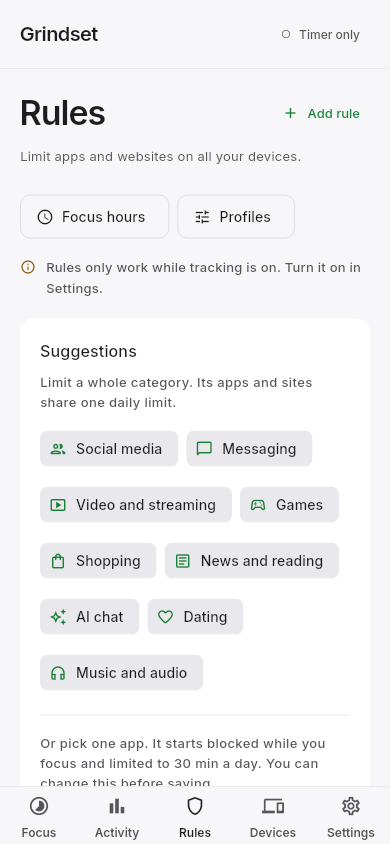 Grindset
Timer only
Rules
Add rule
Limit apps and websites on all your devices.
Focus hours
Profiles
Rules only work while tracking is on. Turn it on in
Settings.
Suggestions
Limit a whole category. Its apps and sites
share one daily limit.
Social media
Messaging
Video and streaming
Games
Shopping
News and reading
AI chat
Dating
Music and audio
Or pick one app. It starts blocked while you
focus and limited to 30 min a day. You can
change this before saving.
Focus
Activity
Rules
Devices
Settings